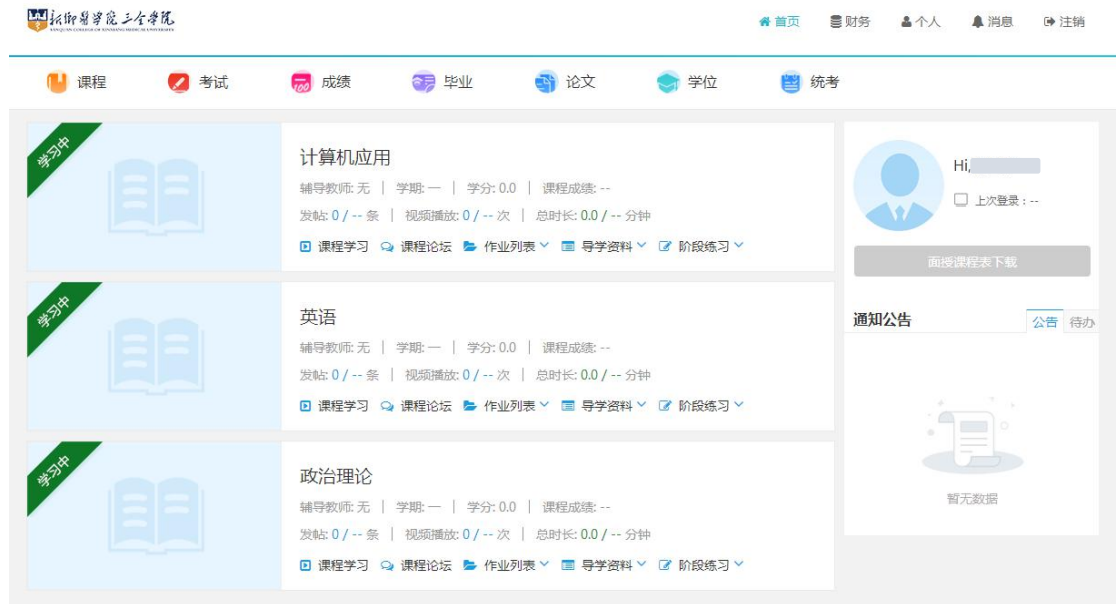 新乡医学院三全学院
SANQUAN COLLEGE OF XINXIANG MEDICAL UNIVERSITY
首页 财务 个人 消息 注销
课程 考试 100 成绩 毕业 论文 学位 统考
学习中
计算机应用
辅导教师: 无 | 学期: 一 | 学分: 0.0 | 课程成绩: --
发帖: 0 / -- 条 | 视频播放: 0 / -- 次 | 总时长: 0.0 / -- 分钟
课程学习 课程论坛 作业列表 导学资料 阶段练习
学习中
英语
辅导教师: 无 | 学期: 一 | 学分: 0.0 | 课程成绩: --
发帖: 0 / -- 条 | 视频播放: 0 / -- 次 | 总时长: 0.0 / -- 分钟
课程学习 课程论坛 作业列表 导学资料 阶段练习
学习中
政治理论
辅导教师: 无 | 学期: 一 | 学分: 0.0 | 课程成绩: --
发帖: 0 / -- 条 | 视频播放: 0 / -- 次 | 总时长: 0.0 / -- 分钟
课程学习 课程论坛 作业列表 导学资料 阶段练习
Hi,
上次登录：--
面授课程表下载
通知公告 公告 待办
暂无数据